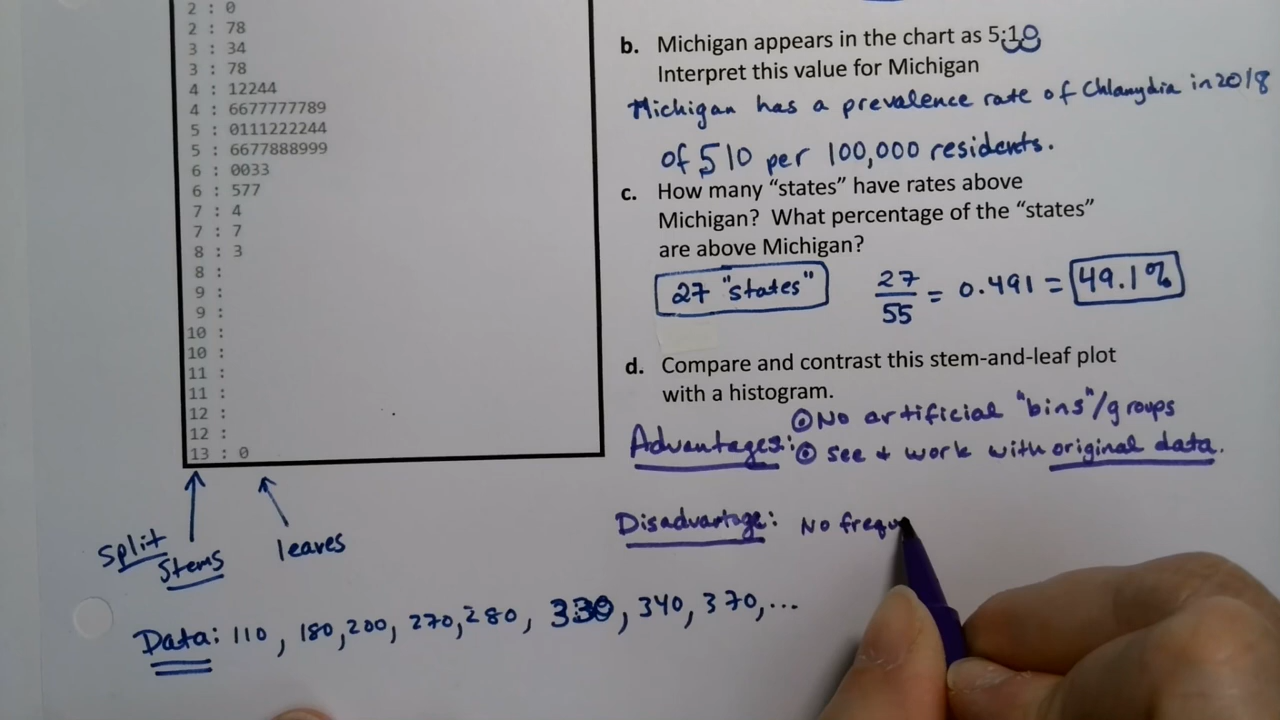 2 : 0
2 : 78
3 : 34
3 : 78
4 : 12244
4 : 6677777789
5 : 0111222244
5 : 6677888999
6 : 0033
6 : 577
7 : 4
7 : 7
8 : 3
8 :
9 :
9 :
10 :
10 :
11 :
11 :
12 :
12 :
13 : 0
split
stems
leaves
Data: 110, 180, 200, 270, 280, 330, 340, 370, ...
b. Michigan appears in the chart as 5:1
Interpret this value for Michigan
Michigan has a prevalence rate of Chlamydia in 2018
of 510 per 100,000 residents.
c. How many “states” have rates above
Michigan? What percentage of the “states”
are above Michigan?
27 "states"
27/55 = 0.491 = 49.1%
d. Compare and contrast this stem-and-leaf plot
with a histogram.
No artificial "bins"/groups
Advantages: See + work with original data.
Disadvantage: No frequ